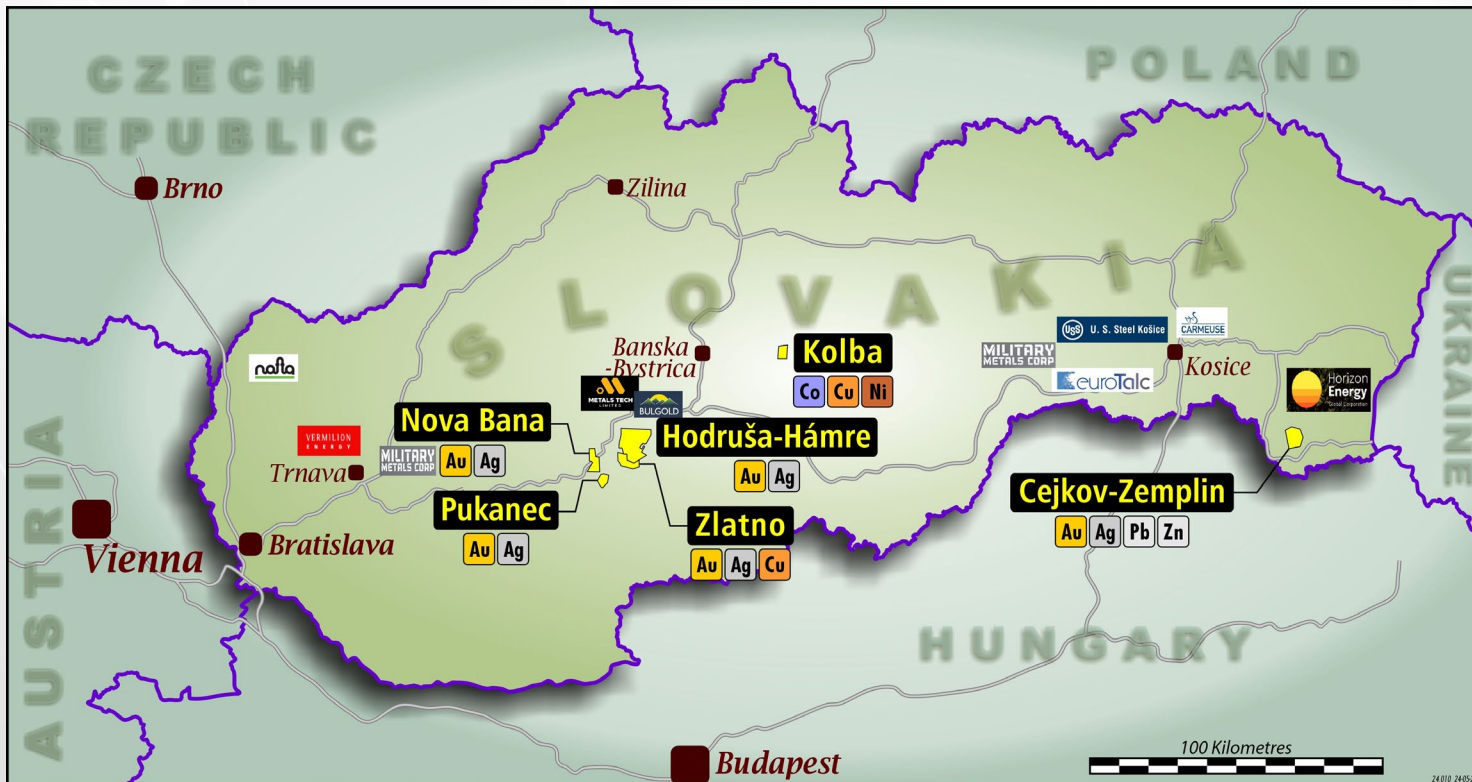 CZECH
REPUBLIC
POLAND
Brno
Zilina
UKRAINE
SLOVAKIA
nafta
Banska
-Bystrica
Kolba
Co Cu Ni
MILITARY
METALS CORP
USS U. S. Steel Košice
CARMEUSE
euroTalc
Kosice
Horizon
Energy
Global Corporation
METALS TECH
LIMITED
BULGOLD
Nova Bana
Au Ag
MILITARY
METALS CORP
VERMILION
ENERGY
Trnava
Hodruša-Hámre
Au Ag
Pukanec
Au Ag
Zlatno
Au Ag Cu
Cejkov-Zemplin
Au Ag Pb Zn
AUSTRIA
Vienna
Bratislava
HUNGARY
Budapest
100 Kilometres